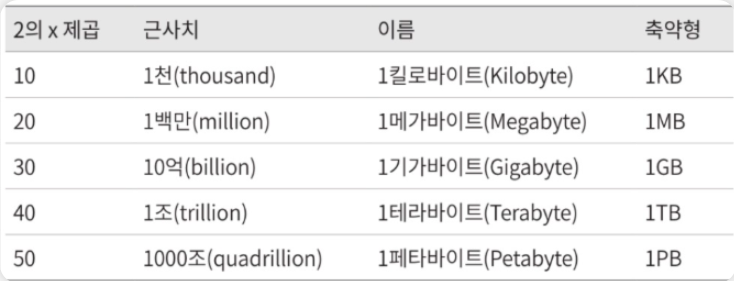 2의 x 제곱 근사치 이름 축약형
10 1천(thousand) 1킬로바이트(Kilobyte) 1KB
20 1백만(million) 1메가바이트(Megabyte) 1MB
30 10억(billion) 1기가바이트(Gigabyte) 1GB
40 1조(trillion) 1테라바이트(Terabyte) 1TB
50 1000조(quadrillion) 1페타바이트(Petabyte) 1PB